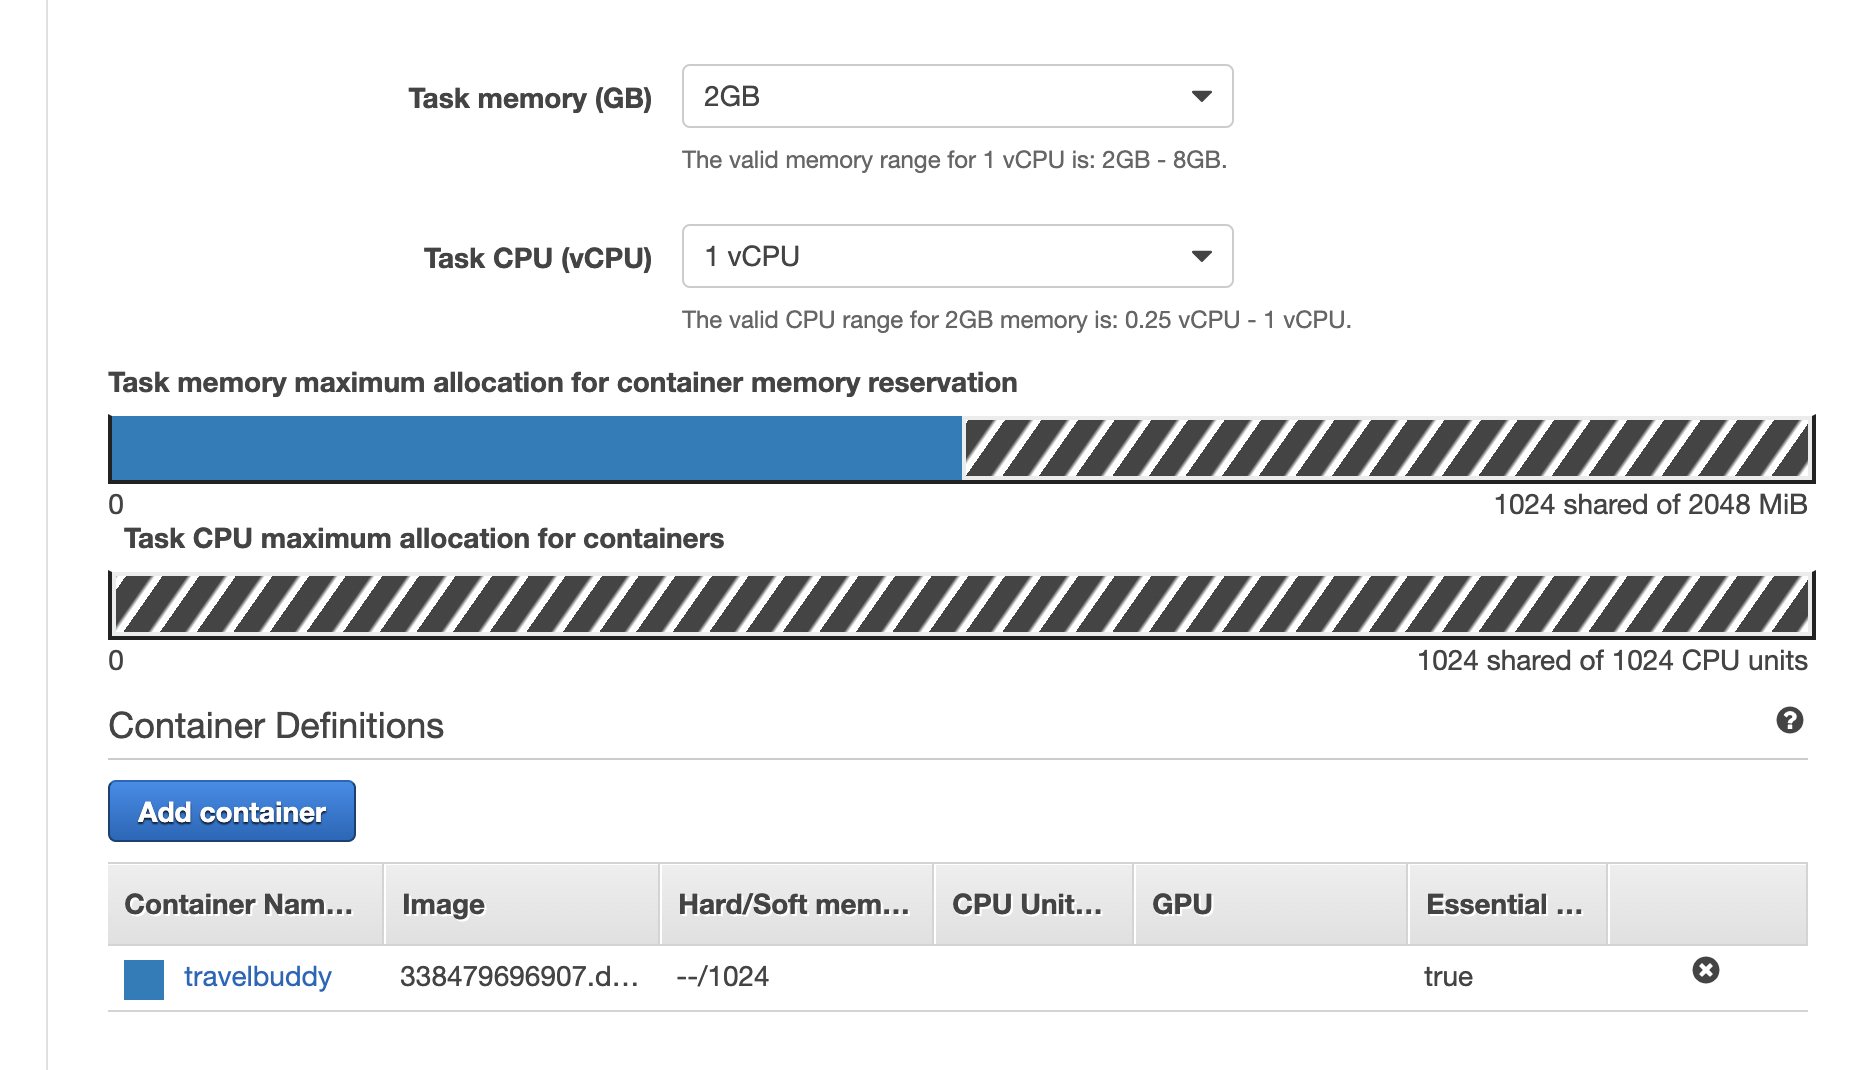 Task memory (GB)
2GB
The valid memory range for 1 vCPU is: 2GB - 8GB.
Task CPU (vCPU)
1 vCPU
The valid CPU range for 2GB memory is: 0.25 vCPU - 1 vCPU.
Task memory maximum allocation for container memory reservation
0 1024 shared of 2048 MiB
Task CPU maximum allocation for containers
0 1024 shared of 1024 CPU units
Container Definitions
Add container
Container Nam... Image Hard/Soft mem... CPU Unit... GPU Essential ...
travelbuddy 338479696907.d... --/1024 true